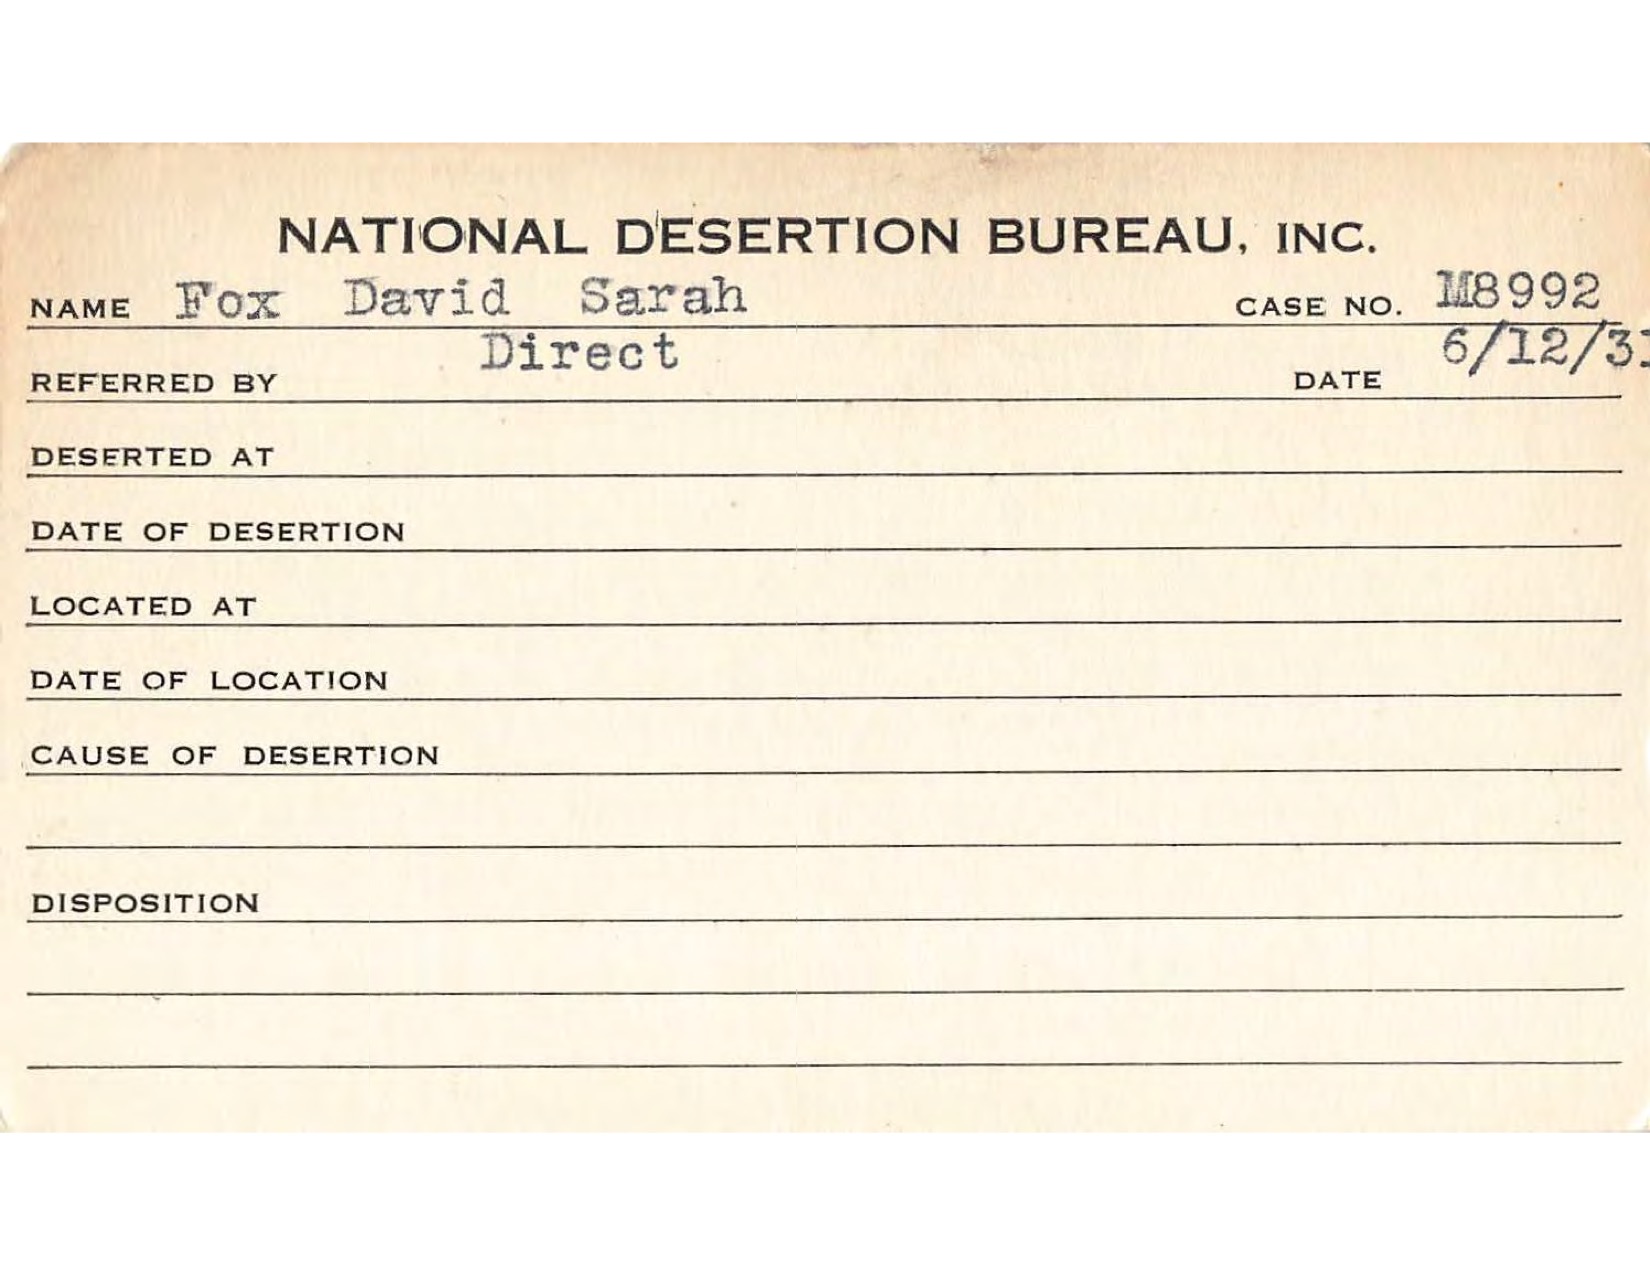 NATIONAL DESERTION BUREAU, INC.
NAME Fox David Sarah CASE NO. M8992
REFERRED BY Direct DATE 6/12/31
DESERTED AT
DATE OF DESERTION
LOCATED AT
DATE OF LOCATION
CAUSE OF DESERTION
DISPOSITION